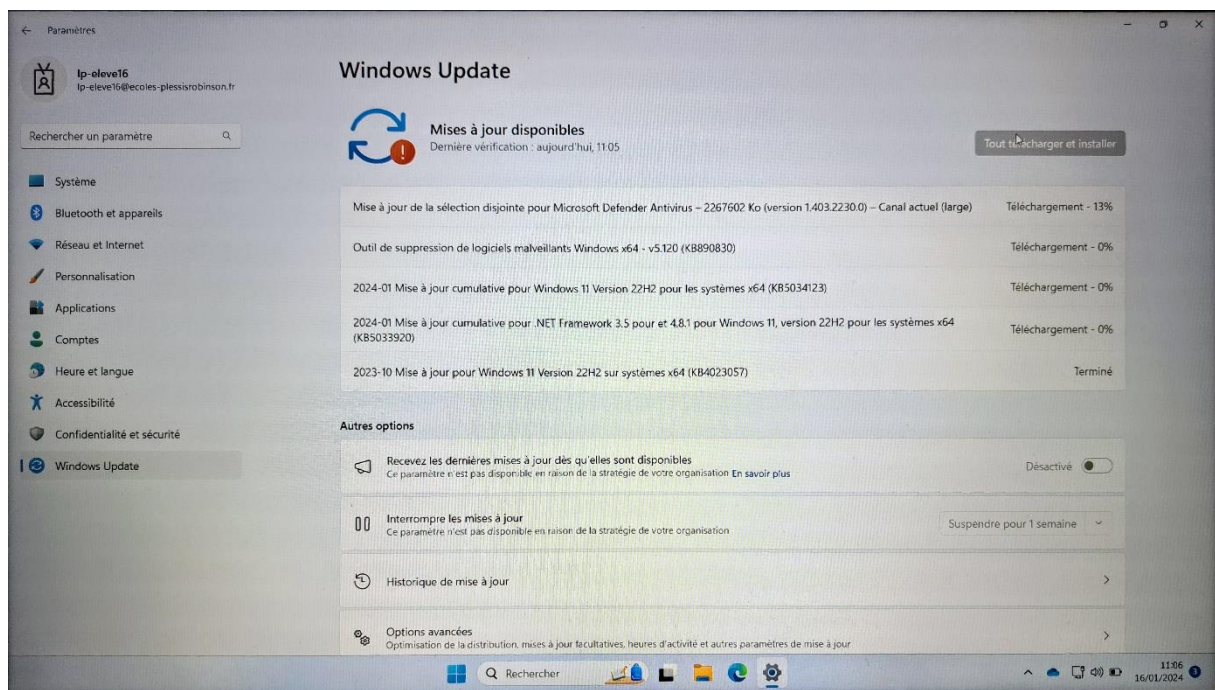 Paramètres
lp-eleve16
lp-eleve16@ecoles-plessisrobinson.fr
Rechercher un paramètre
Système
Bluetooth et appareils
Réseau et Internet
Personnalisation
Applications
Comptes
Heure et langue
Accessibilité
Confidentialité et sécurité
Windows Update
Windows Update
Mises à jour disponibles
Dernière vérification : aujourd'hui, 11:05
Tout télécharger et installer
Mise à jour de la sélection disjointe pour Microsoft Defender Antivirus – 2267602 Ko (version 1.403.2230.0) – Canal actuel (large) Téléchargement - 13%
Outil de suppression de logiciels malveillants Windows x64 - v5.120 (KB890830) Téléchargement - 0%
2024-01 Mise à jour cumulative pour Windows 11 Version 22H2 pour les systèmes x64 (KB5034123) Téléchargement - 0%
2024-01 Mise à jour cumulative pour .NET Framework 3.5 pour et 4.8.1 pour Windows 11, version 22H2 pour les systèmes x64
(KB5033920) Téléchargement - 0%
2023-10 Mise à jour pour Windows 11 Version 22H2 sur systèmes x64 (KB4023057) Terminé
Autres options
Recevez les dernières mises à jour dès qu'elles sont disponibles
Ce paramètre n'est pas disponible en raison de la stratégie de votre organisation En savoir plus
Désactivé
Interrompre les mises à jour
Ce paramètre n'est pas disponible en raison de la stratégie de votre organisation
Suspendre pour 1 semaine
Historique de mise à jour
Options avancées
Optimisation de la distribution, mises à jour facultatives, heures d'activité et autres paramètres de mise à jour
Rechercher
11:06
16/01/2024